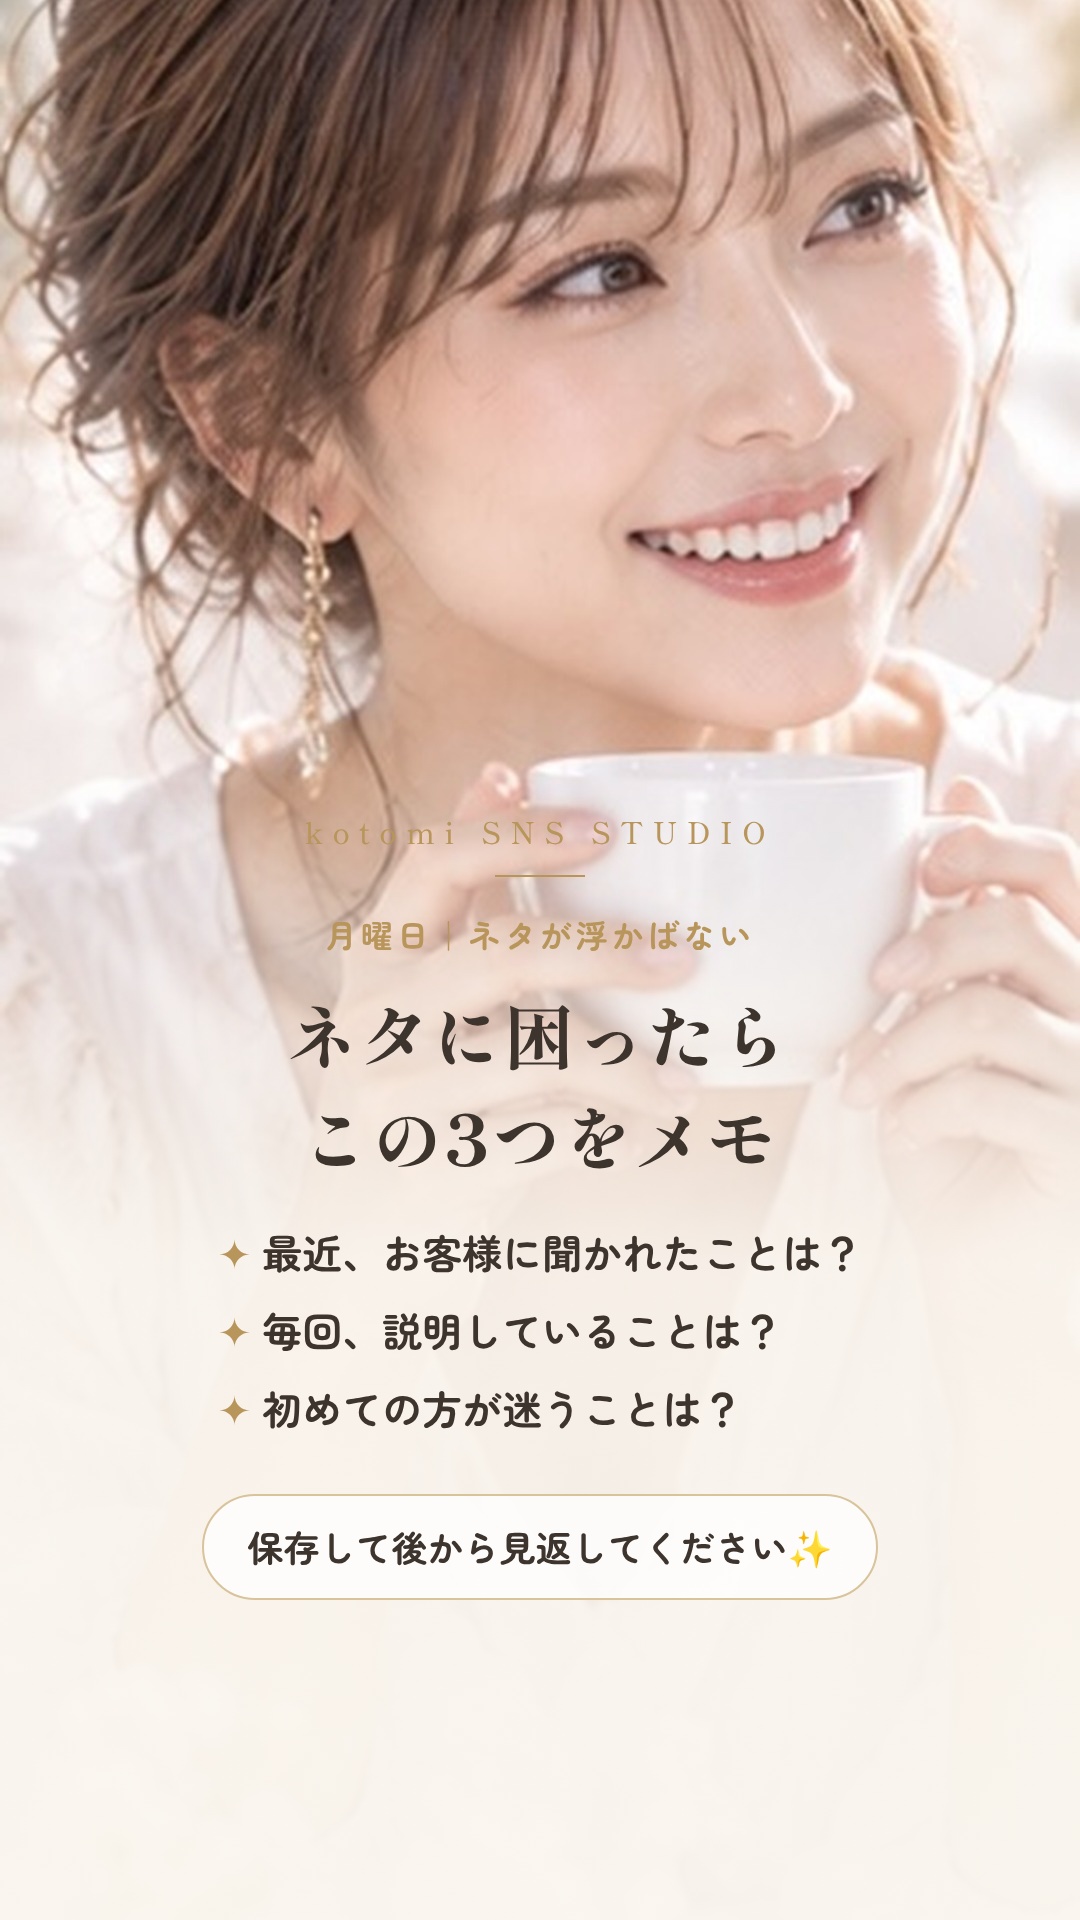 kotomi SNS STUDIO
月曜日｜ネタが浮かばない
ネタに困ったら
この3つをメモ
✦ 最近、お客様に聞かれたことは？
✦ 毎回、説明していることは？
✦ 初めての方が迷うことは？
保存して後から見返してください✨